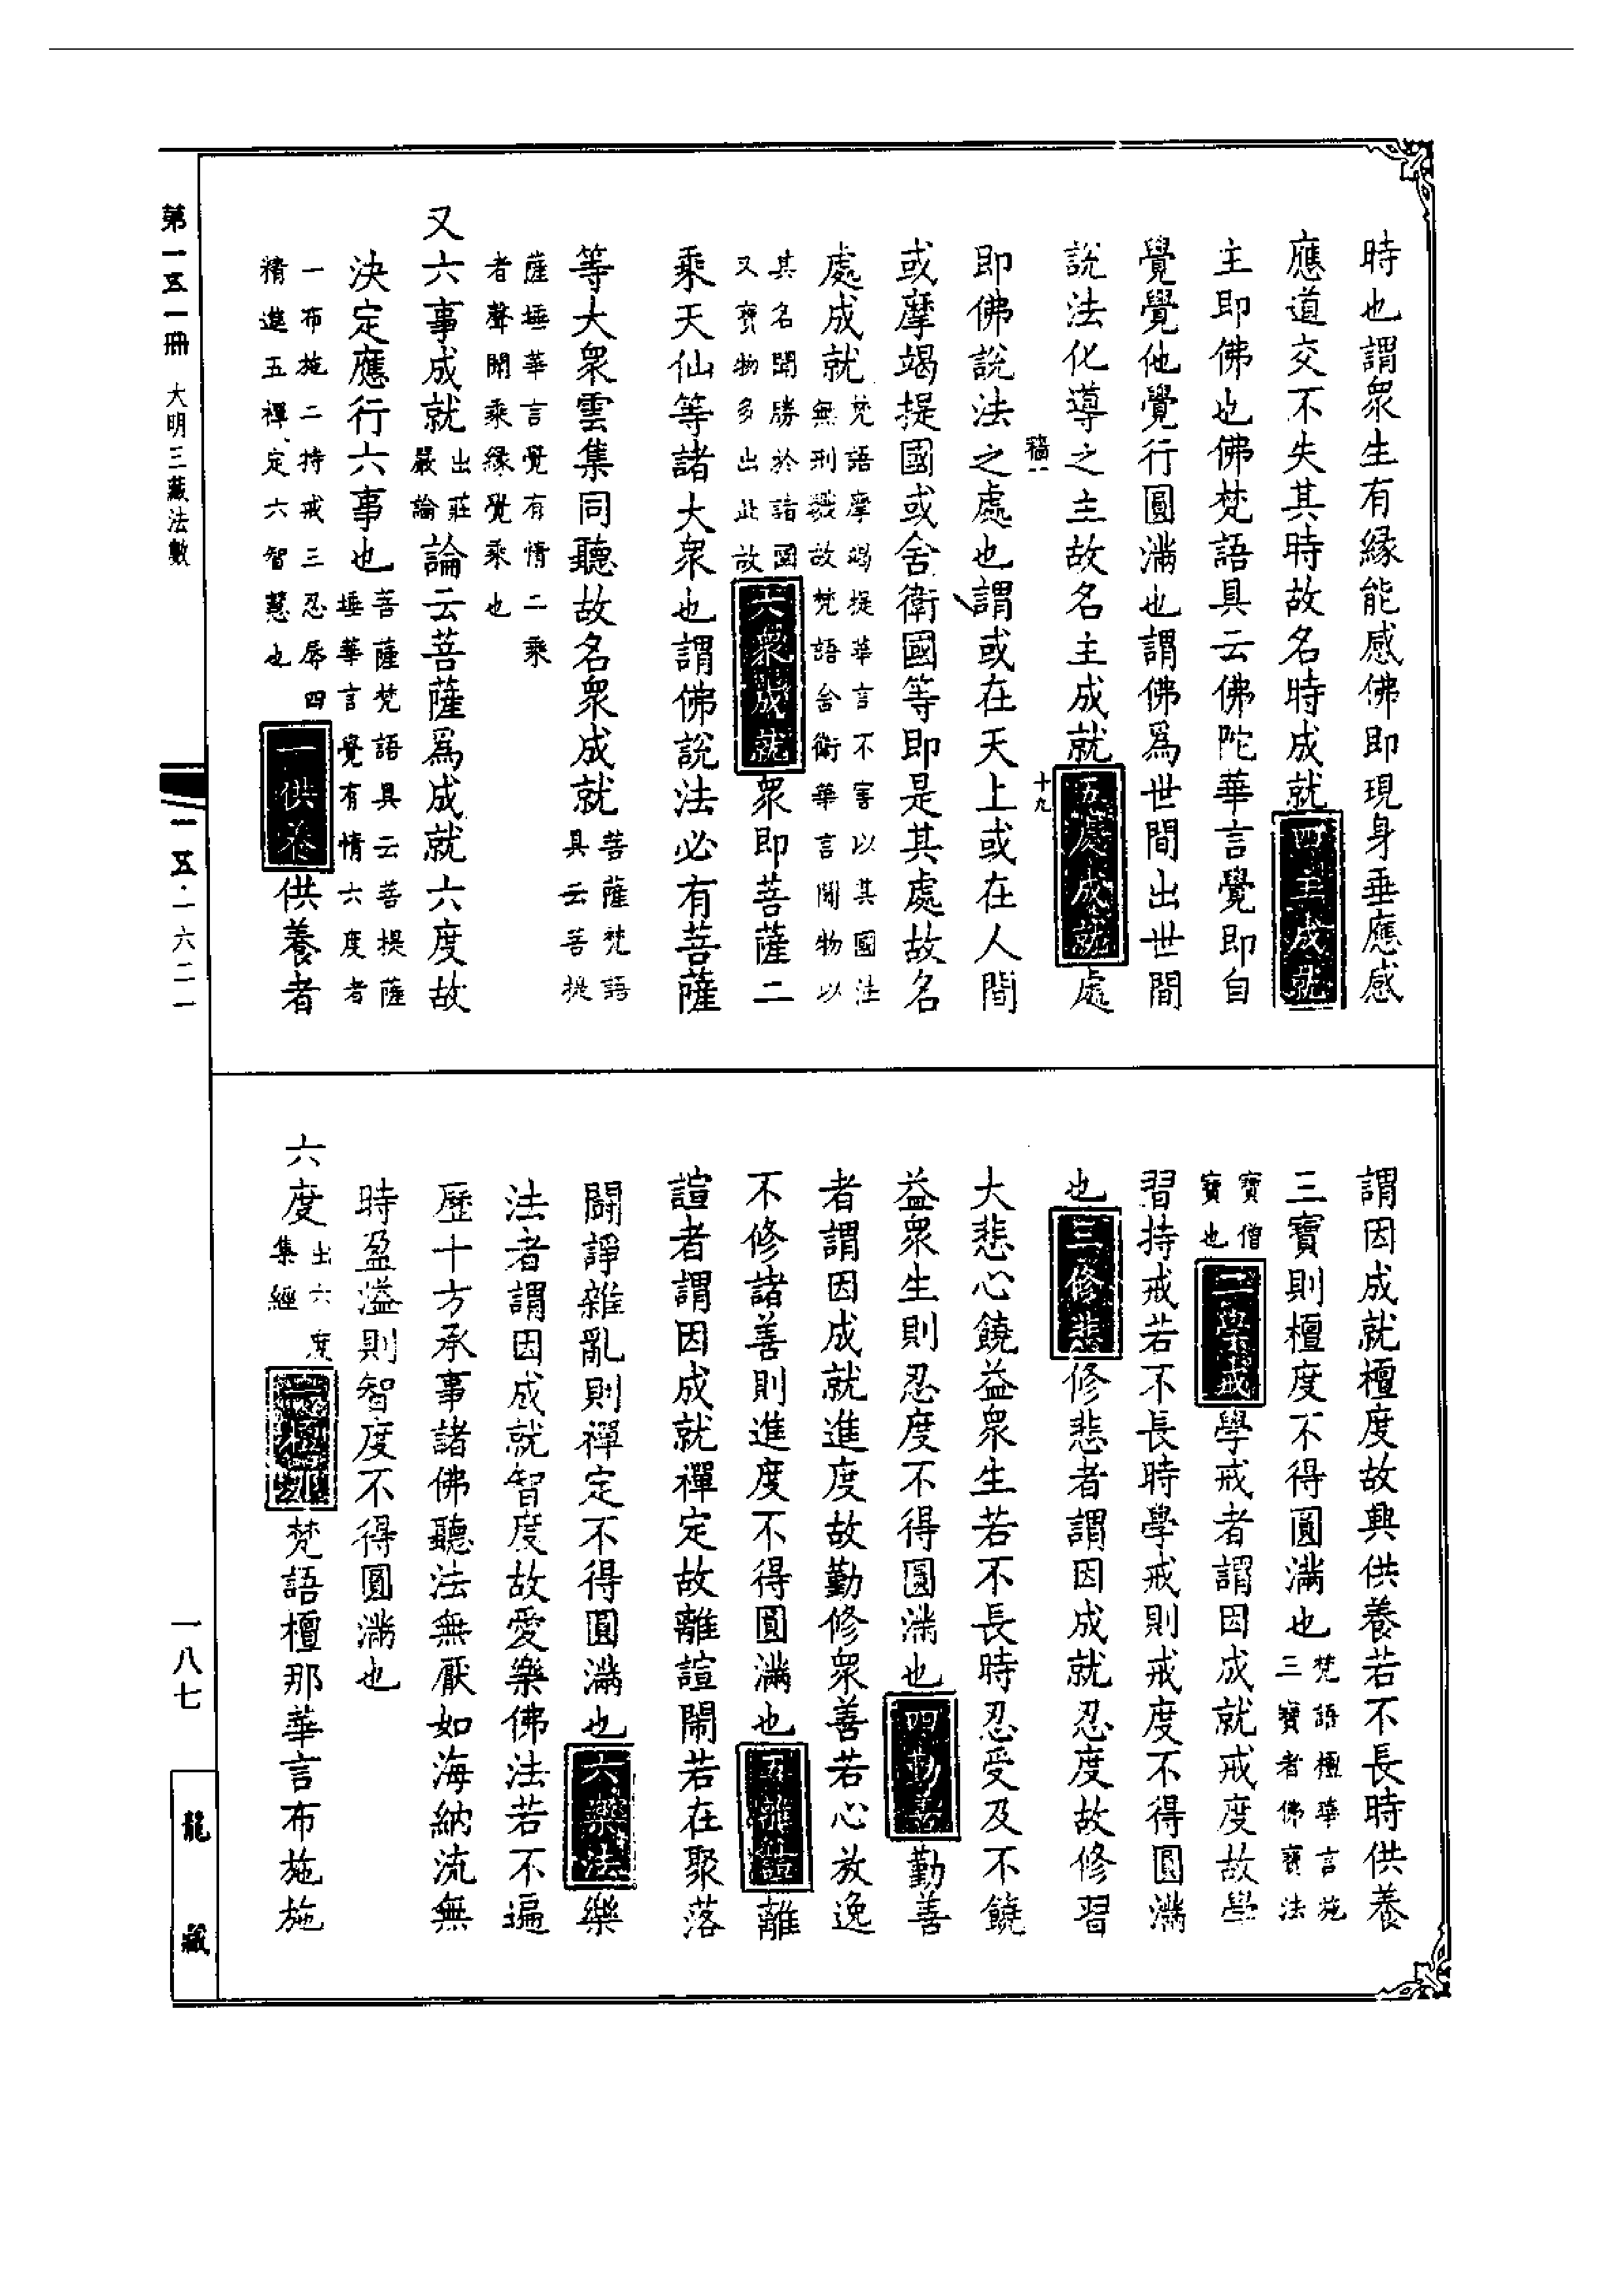 時也謂眾生有緣能感佛即現身垂應感
應道交不失其時故名時成就四主成就
主即佛也佛梵語具云佛陀華言覺即自
覺覺他覺行圓滿也謂佛為世間出世間
說法化導之主故名主成就五處成就處
十九
即佛說法之處也謂或在天上或在人間
或摩竭提國或舍衛國等即是其處故名
處成就梵語摩竭提華言不害以其國法
無刑戮故梵語舍衛華言聞物以
其名聞勝於諸國
又寶物多出此故六眾成就眾即菩薩二
乘天仙等諸大眾也謂佛說法必有菩薩
等大眾雲集同聽故名眾成就菩薩梵語
具云菩提
薩埵華言覺有情二乘
者聲聞乘緣覺乘也
又六事成就出莊
嚴論論云菩薩為成就六度故
決定應行六事也菩薩梵語具云菩提薩
埵華言覺有情六度者
一布施二持戒三忍辱四
精進五禪定六智慧也一供養供養者
謂因成就檀度故興供養若不長時供養
三寶則檀度不得圓滿也梵語檀華言施
三寶者佛寶法
寶僧
寶也二學戒學戒者謂因成就戒度故學
習持戒若不長時學戒則戒度不得圓滿
也三修悲修悲者謂因成就忍度故修習
大悲心饒益眾生若不長時忍受及不饒
益眾生則忍度不得圓滿也四勤善勤善
者謂因成就進度故勤修眾善若心放逸
不修諸善則進度不得圓滿也五離諠離
諠者謂因成就禪定故離諠鬧若在聚落
鬪諍雜亂則禪定不得圓滿也六樂法樂
法者謂因成就智度故愛樂佛法若不遍
歷十方承事諸佛聽法無厭如海納流無
時盈溢則智度不得圓滿也
六度出六度
集經一檀那梵語檀那華言布施施
第一五一冊 大明三藏法數
一五·一六二一
一八七
龍藏